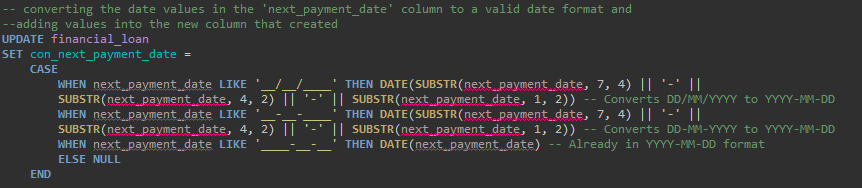 -- converting the date values in the 'next_payment_date' column to a valid date format and
--adding values into the new column that created
UPDATE financial_loan
SET con_next_payment_date =
    CASE
        WHEN next_payment_date LIKE '__/__/____' THEN DATE(SUBSTR(next_payment_date, 7, 4) || '-' ||
        SUBSTR(next_payment_date, 4, 2) || '-' || SUBSTR(next_payment_date, 1, 2)) -- Converts DD/MM/YYYY to YYYY-MM-DD
        WHEN next_payment_date LIKE '__-__-____' THEN DATE(SUBSTR(next_payment_date, 7, 4) || '-' ||
        SUBSTR(next_payment_date, 4, 2) || '-' || SUBSTR(next_payment_date, 1, 2)) -- Converts DD-MM-YYYY to YYYY-MM-DD
        WHEN next_payment_date LIKE '____-__-__' THEN DATE(next_payment_date) -- Already in YYYY-MM-DD format
        ELSE NULL
    END